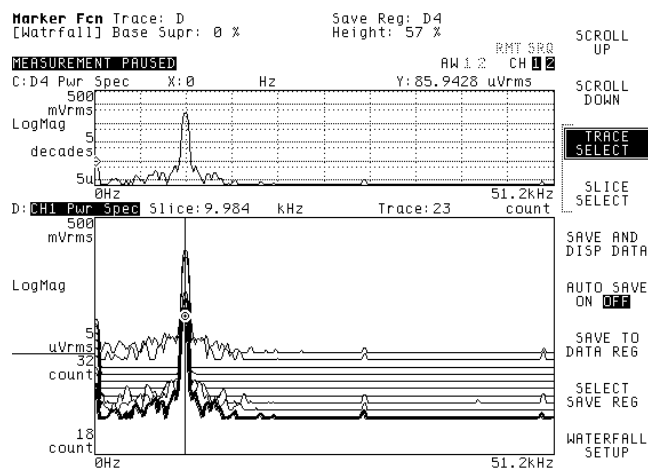 Marker Fcn Trace: D Save Reg: D4
[Watrfall] Base Supr: 0 % Height: 57 %
RMT SRQ
MEASUREMENT PAUSED AW 1 2 CH 1 2
C:D4 Pwr Spec X:0 Hz Y:85.9428 uVrms
500
mVrms
LogMag
5
decades
5u
0Hz 51.2kHz
D:CH1 Pwr Spec Slice:9.984 kHz Trace:23 count
500
mVrms
LogMag
5
uVrms
32
count
18
count
0Hz 51.2kHz
SCROLL
UP
SCROLL
DOWN
TRACE
SELECT
SLICE
SELECT
SAVE AND
DISP DATA
AUTO SAVE
ON OFF
SAVE TO
DATA REG
SELECT
SAVE REG
WATERFALL
SETUP